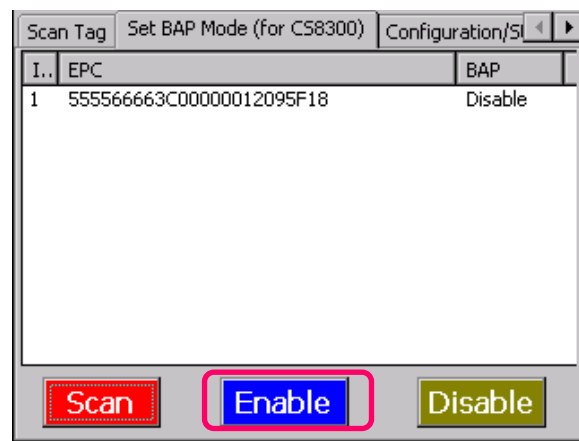 Scan Tag Set BAP Mode (for CS8300) Configuration/S
I.. EPC BAP
1 555566663C00000012095F18 Disable
Scan Enable Disable